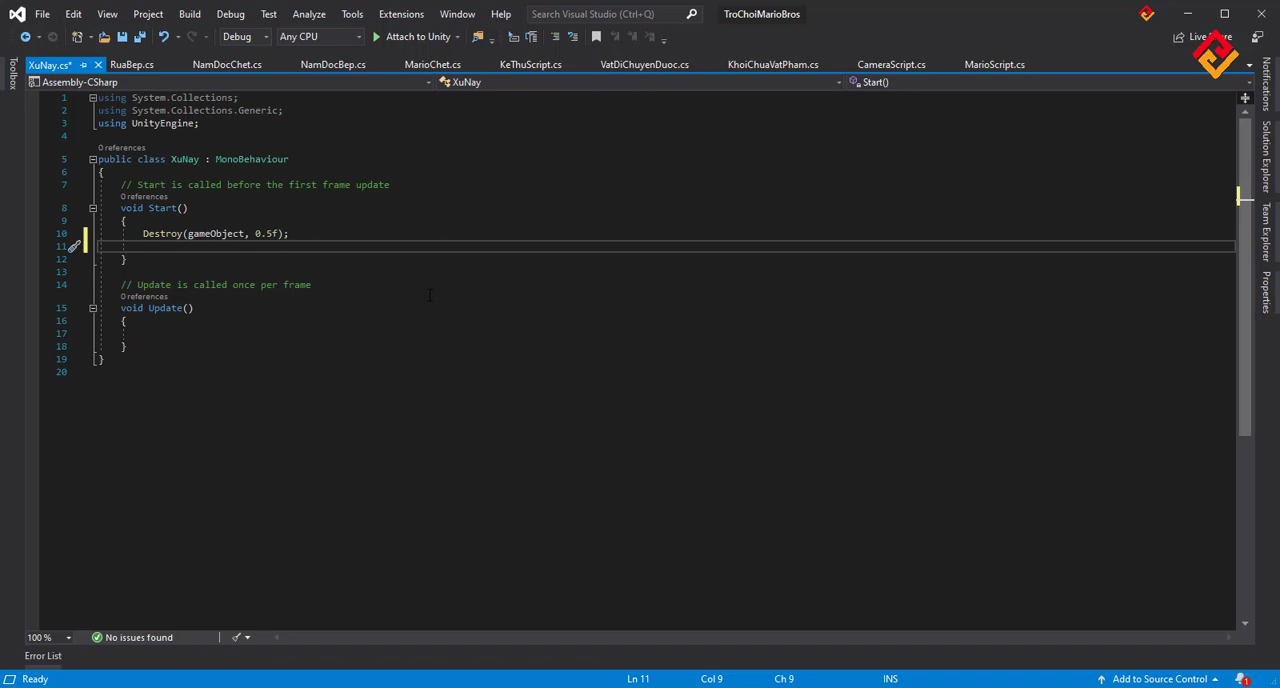 File Edit View Project Build Debug Test Analyze Tools Extensions Window Help Search Visual Studio (Ctrl+Q) TroChoiMarioBros
Debug Any CPU Attach to Unity Live Share
XuNay.cs* RuaBep.cs NamDocChet.cs NamDocBep.cs MarioChet.cs KeThuScript.cs VatDiChuyenDuoc.cs KhoiChuaVatPham.cs CameraScript.cs MarioScript.cs
Assembly-CSharp XuNay Start()
Toolbox
Notifications
Solution Explorer
Team Explorer
Properties
1 using System.Collections;
2 using System.Collections.Generic;
3 using UnityEngine;
4
0 references
5 public class XuNay : MonoBehaviour
6 {
7 // Start is called before the first frame update
0 references
8 void Start()
9 {
10 Destroy(gameObject, 0.5f);
11
12 }
13
14 // Update is called once per frame
0 references
15 void Update()
16 {
17
18 }
19 }
20
100 % No issues found
Error List
Ready Ln 11 Col 9 Ch 9 INS Add to Source Control 1